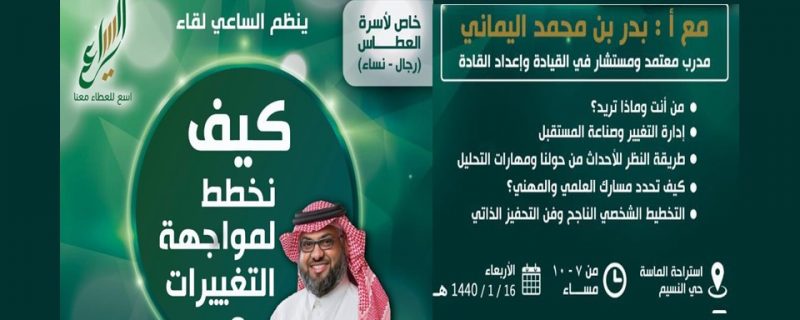 الساعي
اسع للعطاء معنا
ينظم الساعي لقاء
خاص لأسرة
العطاس
(رجال - نساء)
كيف
نخطط
لمواجهة
التغييرات
مع أ : بدر بن محمد اليماني
مدرب معتمد ومستشار في القيادة وإعداد القادة
من أنت وماذا تريد؟
إدارة التغيير وصناعة المستقبل
طريقة النظر للأحداث من حولنا ومهارات التحليل
كيف تحدد مسارك العلمي والمهني؟
التخطيط الشخصي الناجح وفن التحفيز الذاتي
استراحة الماسة
حي النسيم
من ٧ - ١٠
مساء
الأربعاء
16 / 1 / 1440 هـ